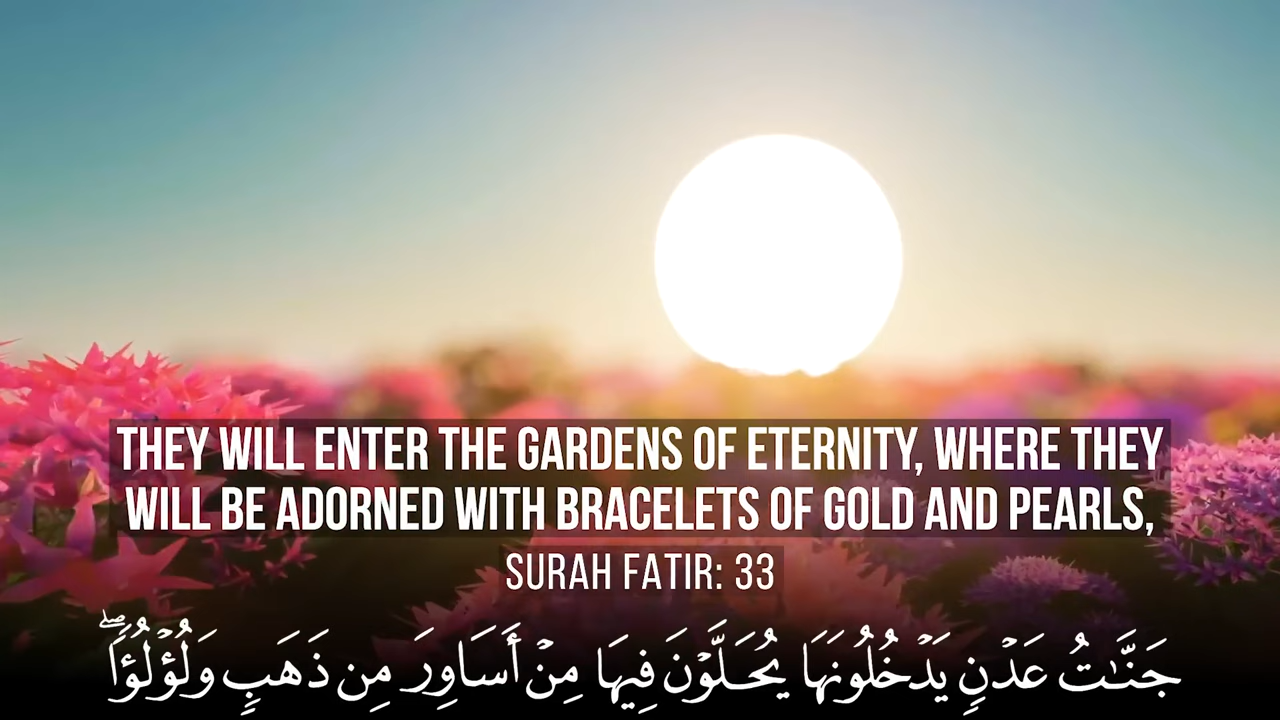 THEY WILL ENTER THE GARDENS OF ETERNITY, WHERE THEY
WILL BE ADORNED WITH BRACELETS OF GOLD AND PEARLS,
SURAH FATIR: 33
جَنَّـٰتُ عَدْنٍ يَدْخُلُونَهَا يُحَلَّوْنَ فِيهَا مِنْ أَسَاوِرَ مِن ذَهَبٍ وَلُؤْلُؤًا ۖ